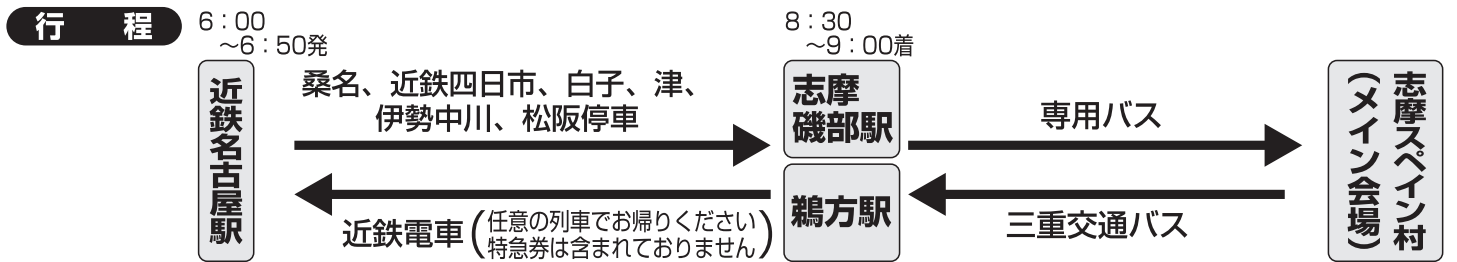 行程
6:00
～6:50発
近鉄名古屋駅
桑名、近鉄四日市、白子、津、
伊勢中川、松阪停車
8:30
～9:00着
志摩
磯部駅
専用バス
志摩スペイン村
(メイン会場)
三重交通バス
鵜方駅
近鉄電車(任意の列車でお帰りください
特急券は含まれておりません)